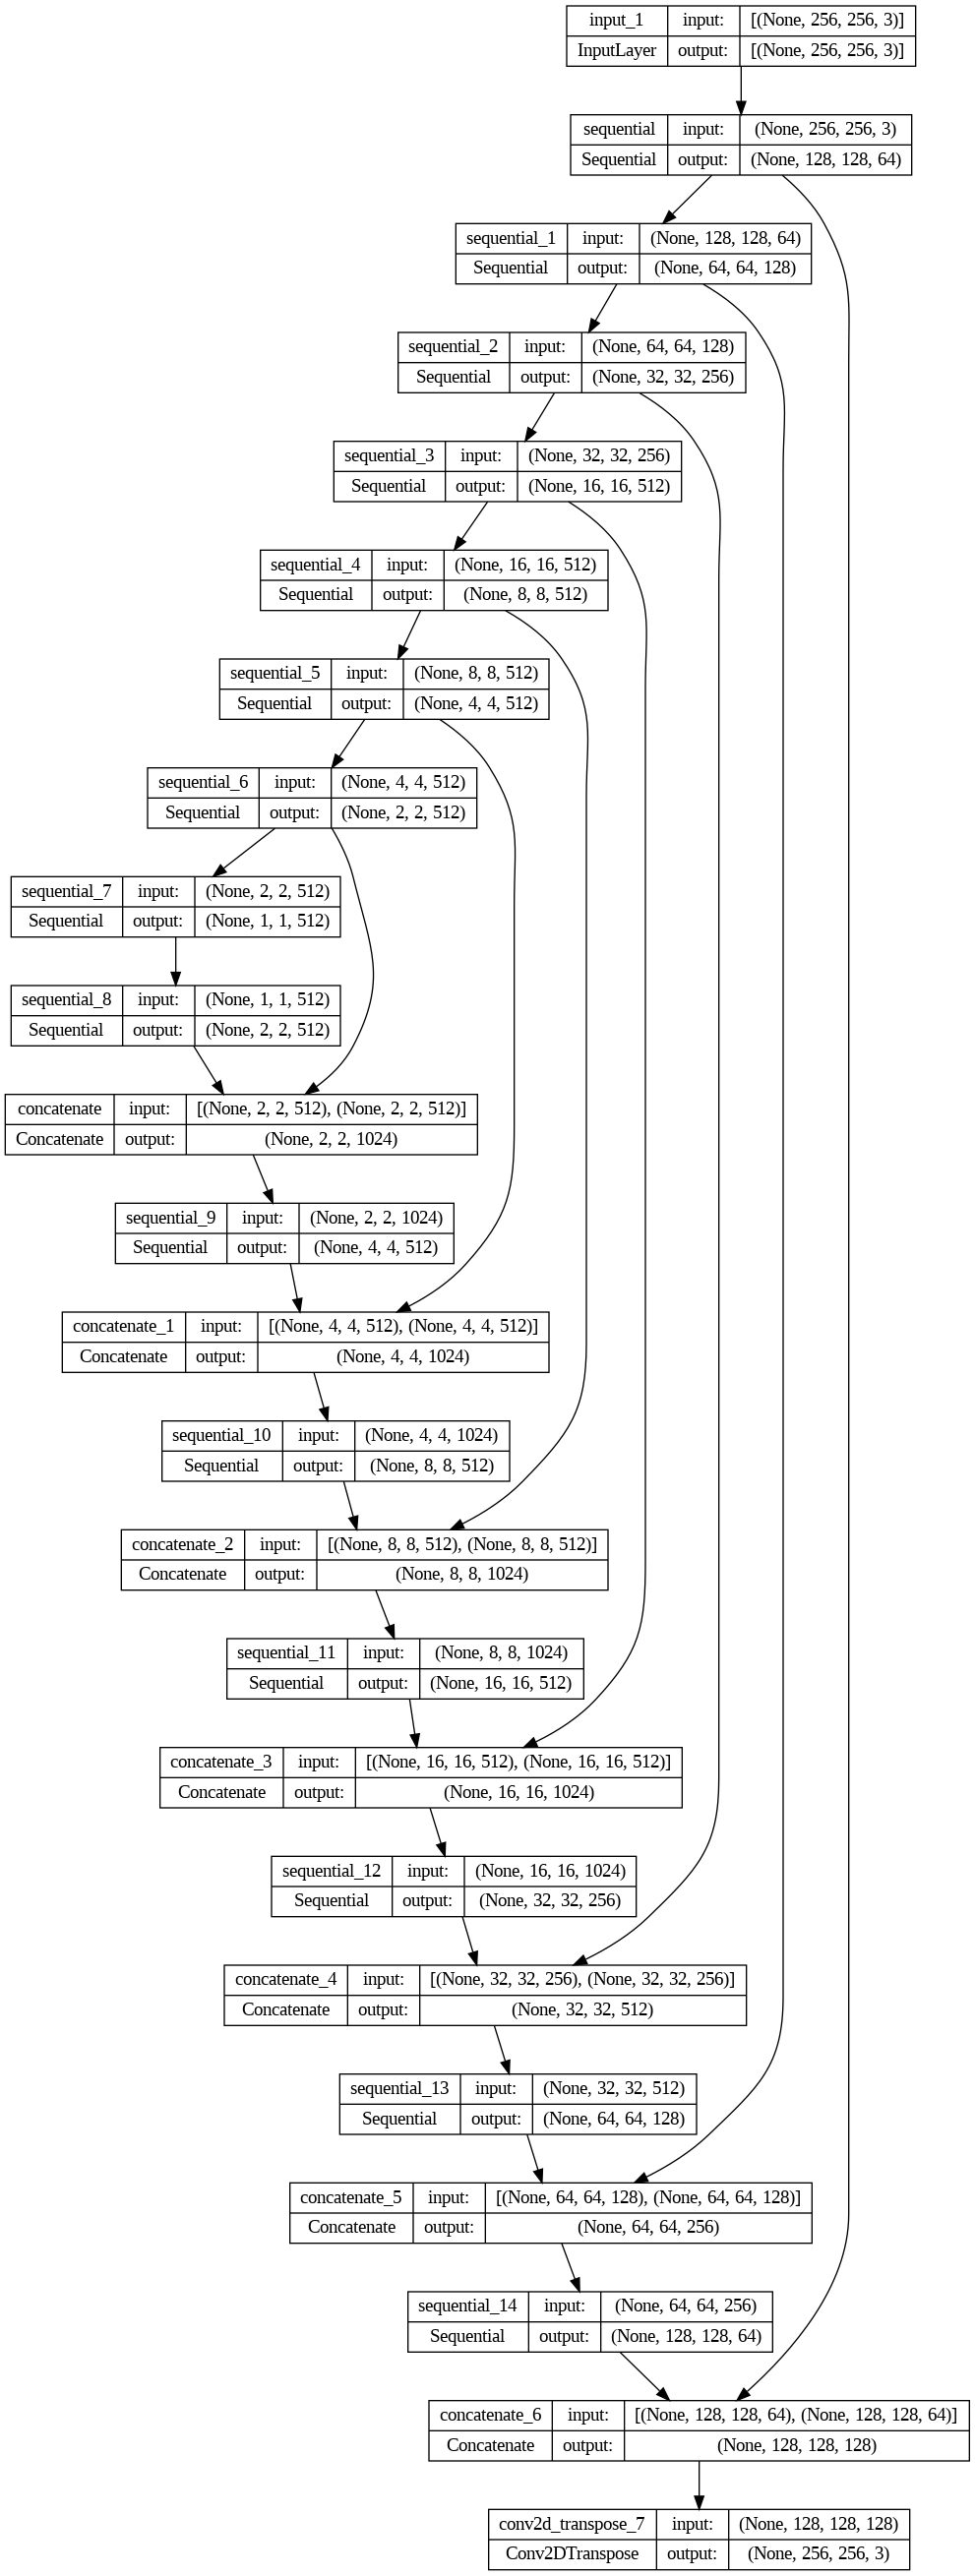 input_1 input: [(None, 256, 256, 3)]
InputLayer output: [(None, 256, 256, 3)]
sequential input: (None, 256, 256, 3)
Sequential output: (None, 128, 128, 64)
sequential_1 input: (None, 128, 128, 64)
Sequential output: (None, 64, 64, 128)
sequential_2 input: (None, 64, 64, 128)
Sequential output: (None, 32, 32, 256)
sequential_3 input: (None, 32, 32, 256)
Sequential output: (None, 16, 16, 512)
sequential_4 input: (None, 16, 16, 512)
Sequential output: (None, 8, 8, 512)
sequential_5 input: (None, 8, 8, 512)
Sequential output: (None, 4, 4, 512)
sequential_6 input: (None, 4, 4, 512)
Sequential output: (None, 2, 2, 512)
sequential_7 input: (None, 2, 2, 512)
Sequential output: (None, 1, 1, 512)
sequential_8 input: (None, 1, 1, 512)
Sequential output: (None, 2, 2, 512)
concatenate input: [(None, 2, 2, 512), (None, 2, 2, 512)]
Concatenate output: (None, 2, 2, 1024)
sequential_9 input: (None, 2, 2, 1024)
Sequential output: (None, 4, 4, 512)
concatenate_1 input: [(None, 4, 4, 512), (None, 4, 4, 512)]
Concatenate output: (None, 4, 4, 1024)
sequential_10 input: (None, 4, 4, 1024)
Sequential output: (None, 8, 8, 512)
concatenate_2 input: [(None, 8, 8, 512), (None, 8, 8, 512)]
Concatenate output: (None, 8, 8, 1024)
sequential_11 input: (None, 8, 8, 1024)
Sequential output: (None, 16, 16, 512)
concatenate_3 input: [(None, 16, 16, 512), (None, 16, 16, 512)]
Concatenate output: (None, 16, 16, 1024)
sequential_12 input: (None, 16, 16, 1024)
Sequential output: (None, 32, 32, 256)
concatenate_4 input: [(None, 32, 32, 256), (None, 32, 32, 256)]
Concatenate output: (None, 32, 32, 512)
sequential_13 input: (None, 32, 32, 512)
Sequential output: (None, 64, 64, 128)
concatenate_5 input: [(None, 64, 64, 128), (None, 64, 64, 128)]
Concatenate output: (None, 64, 64, 256)
sequential_14 input: (None, 64, 64, 256)
Sequential output: (None, 128, 128, 64)
concatenate_6 input: [(None, 128, 128, 64), (None, 128, 128, 64)]
Concatenate output: (None, 128, 128, 128)
conv2d_transpose_7 input: (None, 128, 128, 128)
Conv2DTranspose output: (None, 256, 256, 3)